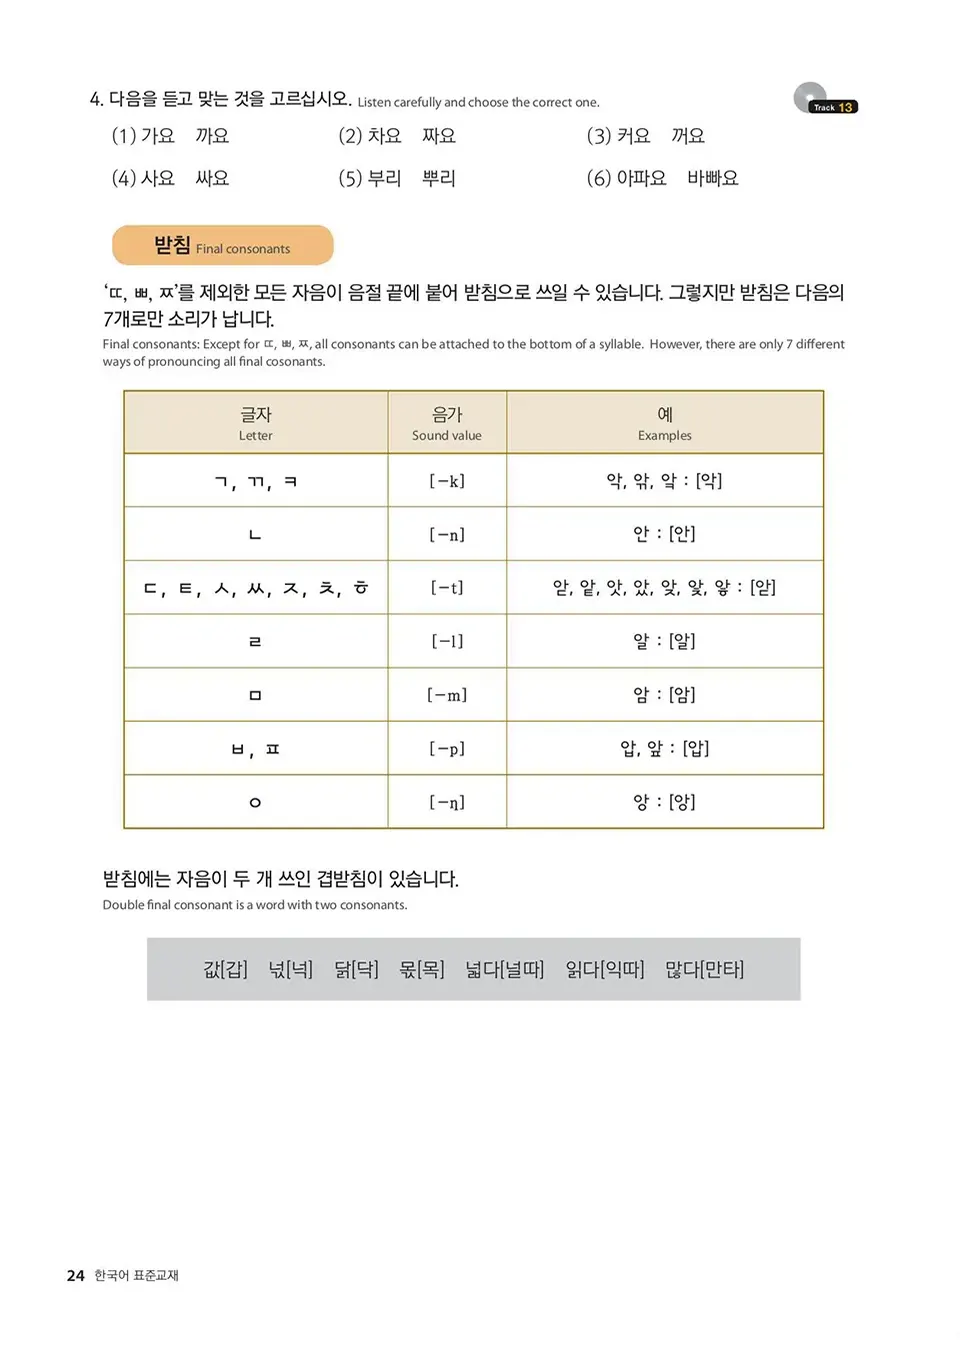 4. 다음을 듣고 맞는 것을 고르십시오. Listen carefully and choose the correct one.
Track 13
(1) 가요 까요 (2) 차요 짜요 (3) 커요 꺼요
(4) 사요 싸요 (5) 부리 뿌리 (6) 아파요 바빠요
받침 Final consonants
‘ㄸ, ㅃ, ㅉ’를 제외한 모든 자음이 음절 끝에 붙어 받침으로 쓰일 수 있습니다. 그렇지만 받침은 다음의
7개로만 소리가 납니다.
Final consonants: Except for ㄸ, ㅃ, ㅉ, all consonants can be attached to the bottom of a syllable. However, there are only 7 different
ways of pronouncing all final cosonants.
글자 음가 예
Letter Sound value Examples
ㄱ, ㄲ, ㅋ [-k] 악, 앆, 앜 : [악]
ㄴ [-n] 안 : [안]
ㄷ, ㅌ, ㅅ, ㅆ, ㅈ, ㅊ, ㅎ [-t] 앋, 앝, 앗, 았, 앚, 앛, 앟 : [앋]
ㄹ [-l] 알 : [알]
ㅁ [-m] 암 : [암]
ㅂ, ㅍ [-p] 압, 앞 : [압]
ㅇ [-η] 앙 : [앙]
받침에는 자음이 두 개 쓰인 겹받침이 있습니다.
Double final consonant is a word with two consonants.
값[갑] 넋[넉] 닭[닥] 몫[목] 넓다[널따] 읽다[익따] 많다[만타]
24 한국어 표준교재